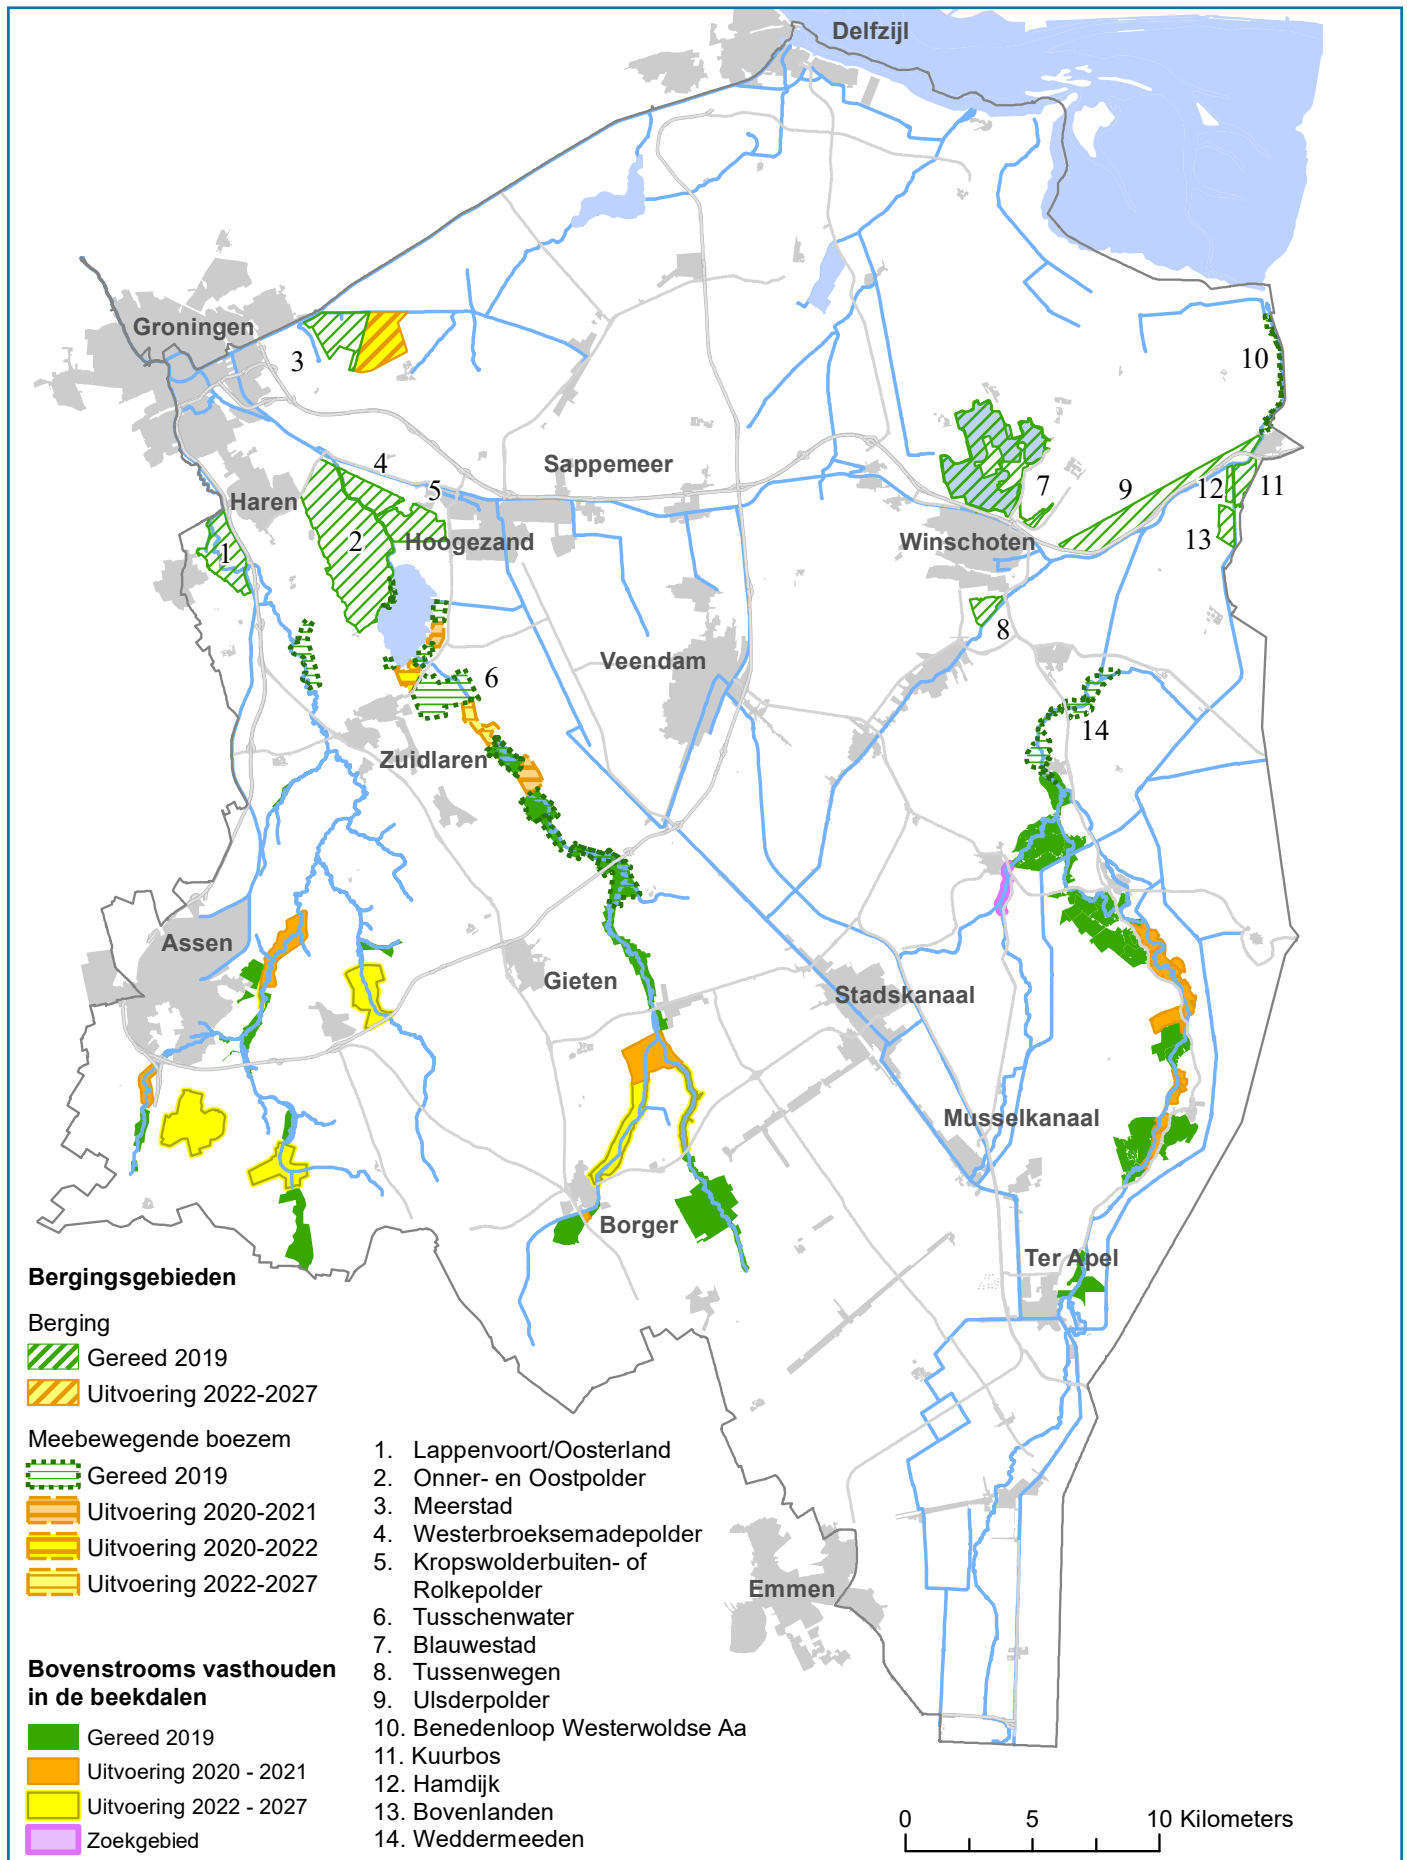 Delfzijl
Groningen
3
10
4
Sappemeer
5
Haren
7
9
12
11
2
1
Hoogezand
Winschoten
13
8
6
Veendam
14
Zuidlaren
Assen
Gieten
Stadskanaal
Musselkanaal
Borger
Ter Apel
Emmen
Bergingsgebieden
Berging
Gereed 2019
Uitvoering 2022-2027
Meebewegende boezem
Gereed 2019
Uitvoering 2020-2021
Uitvoering 2020-2022
Uitvoering 2022-2027
Bovenstrooms vasthouden
in de beekdalen
Gereed 2019
Uitvoering 2020 - 2021
Uitvoering 2022 - 2027
Zoekgebied
1. Lappenvoort/Oosterland
2. Onner- en Oostpolder
3. Meerstad
4. Westerbroeksemadepolder
5. Kropswolderbuiten- of
Rolkepolder
6. Tusschenwater
7. Blauwestad
8. Tussenwegen
9. Ulsderpolder
10. Benedenloop Westerwoldse Aa
11. Kuurbos
12. Hamdijk
13. Bovenlanden
14. Weddermeeden
0 5 10 Kilometers